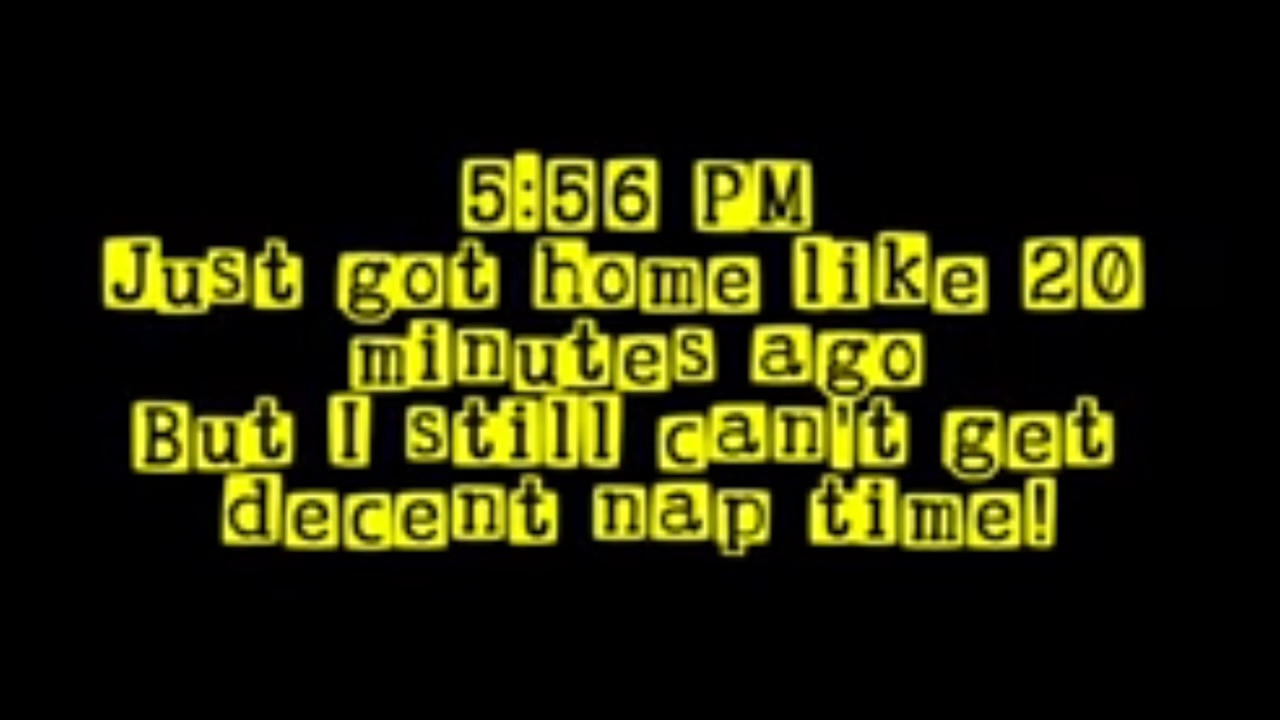 5:56 PM
Just got home like 20
minutes ago
But I still can't get
decent nap time!